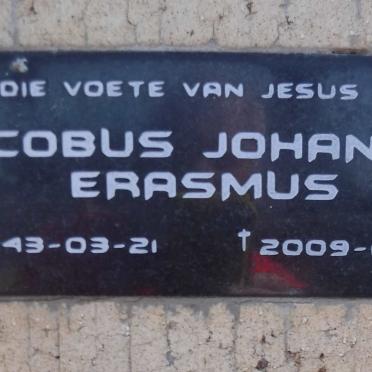 DIE VOETE VAN JESUS
COBUS JOHAN
ERASMUS
43-03-21 †2009-